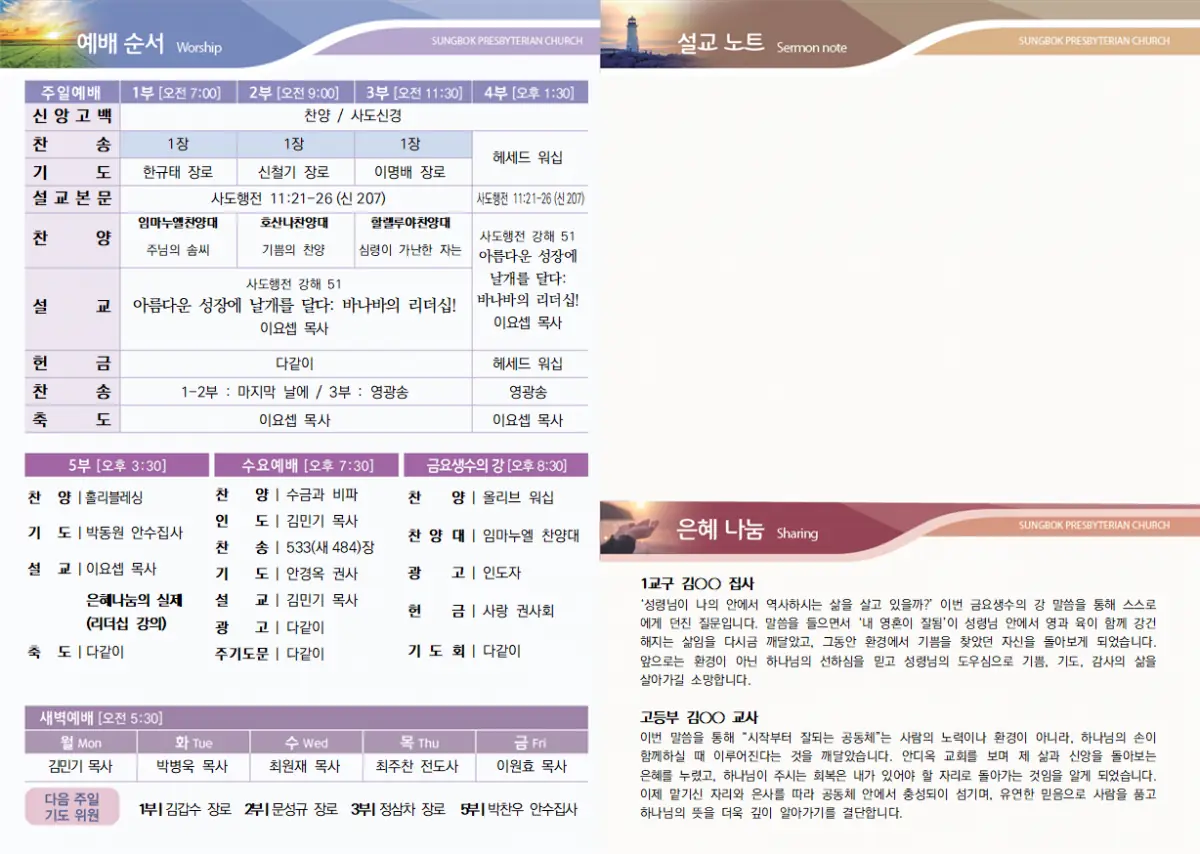 예배 순서 Worship
SUNGBOK PRESBYTERIAN CHURCH
주일예배 1부 [오전 7:00] 2부 [오전 9:00] 3부 [오전 11:30] 4부 [오후 1:30]
신앙고백 찬양 / 사도신경
찬 송 1장 1장 1장
헤세드 워십
기 도 한규태 장로 신철기 장로 이명배 장로
설교본문 사도행전 11:21-26 (신 207) 사도행전 11:21-26 (신 207)
찬 양 임마누엘찬양대 호산나찬양대 할렐루야찬양대
주님의 솜씨 기쁨의 찬양 심령이 가난한 자는
사도행전 강해 51
아름다운 성장에
날개를 달다:
바나바의 리더십!
이요셉 목사
설 교 사도행전 강해 51
아름다운 성장에 날개를 달다: 바나바의 리더십!
이요셉 목사
헌 금 다같이 헤세드 워십
찬 송 1-2부 : 마지막 날에 / 3부 : 영광송 영광송
축 도 이요셉 목사 이요셉 목사
5부 [오후 3:30]
찬 양 | 홀리블레싱
기 도 | 박동원 안수집사
설 교 | 이요셉 목사
은혜나눔의 실제
(리더십 강의)
축 도 | 다같이
수요예배 [오후 7:30]
찬 양 | 수금과 비파
인 도 | 김민기 목사
찬 송 | 533(새 484)장
기 도 | 안경옥 권사
설 교 | 김민기 목사
광 고 | 다같이
주기도문 | 다같이
금요생수의 강 [오후 8:30]
찬 양 | 올리브 워십
찬 양 대 | 임마누엘 찬양대
광 고 | 인도자
헌 금 | 사랑 권사회
기 도 회 | 다같이
새벽예배 [오전 5:30]
월 Mon 화 Tue 수 Wed 목 Thu 금 Fri
김민기 목사 박병욱 목사 최원재 목사 최주찬 전도사 이원효 목사
다음 주일
기도 위원
1부 | 김갑수 장로 2부 | 문성규 장로 3부 | 정삼차 장로 5부 | 박찬우 안수집사
설교 노트 Sermon note
SUNGBOK PRESBYTERIAN CHURCH
은혜 나눔 Sharing
SUNGBOK PRESBYTERIAN CHURCH
1교구 김○○ 집사
‘성령님이 나의 안에서 역사하시는 삶을 살고 있을까?’ 이번 금요생수의 강 말씀을 통해 스스로
에게 던진 질문입니다. 말씀을 들으면서 ‘내 영혼이 잘됨’이 성령님 안에서 영과 육이 함께 강건
해지는 삶임을 다시금 깨달았고, 그동안 환경에서 기쁨을 찾았던 자신을 돌아보게 되었습니다.
앞으로는 환경이 아닌 하나님의 선하심을 믿고 성령님의 도우심으로 기쁨, 기도, 감사의 삶을
살아가길 소망합니다.
고등부 김○○ 교사
이번 말씀을 통해 “시작부터 잘되는 공동체”는 사람의 노력이나 환경이 아니라, 하나님의 손이
함께하실 때 이루어진다는 것을 깨달았습니다. 안디옥 교회를 보며 제 삶과 신앙을 돌아보는
은혜를 누렸고, 하나님이 주시는 회복은 내가 있어야 할 자리로 돌아가는 것임을 알게 되었습니다.
이제 맡기신 자리와 은사를 따라 공동체 안에서 충성되이 섬기며, 유연한 믿음으로 사람을 품고
하나님의 뜻을 더욱 깊이 알아가기를 결단합니다.